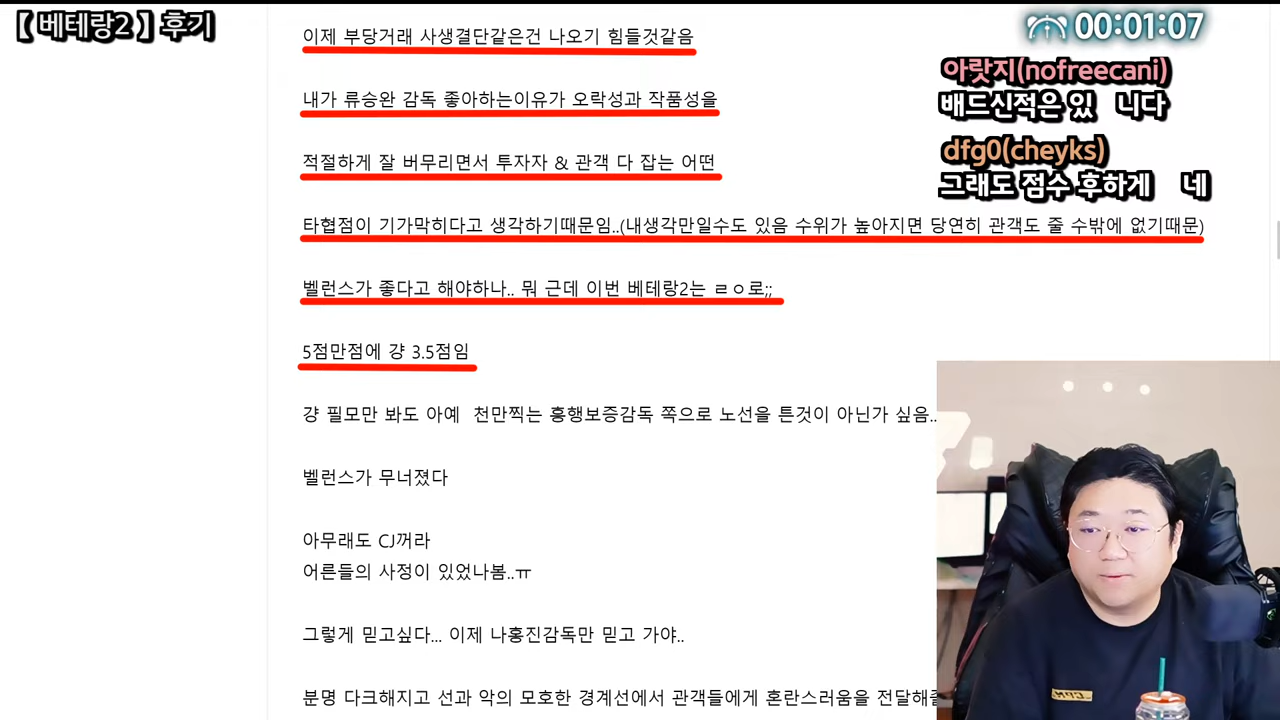 【 베테랑2 】 후기
00:01:07
아랏지(nofreecani)
배드신적은 있 니다
dfg0(cheyks)
그래도 점수 후하게 네
이제 부당거래 사생결단같은건 나오기 힘들것같음
내가 류승완 감독 좋아하는이유가 오락성과 작품성을
적절하게 잘 버무리면서 투자자 & 관객 다 잡는 어떤
타협점이 기가막히다고 생각하기때문임..(내생각만일수도 있음 수위가 높아지면 당연히 관객도 줄 수밖에 없기때문)
벨런스가 좋다고 해야하나.. 뭐 근데 이번 베테랑2는 ㄹㅇ로;;
5점만점에 걍 3.5점임
걍 필모만 봐도 아예 천만찍는 흥행보증감독 쪽으로 노선을 튼것이 아닌가 싶음..
벨런스가 무너졌다
아무래도 CJ꺼라
어른들의 사정이 있었나봄..ㅠ
그렇게 믿고싶다... 이제 나홍진감독만 믿고 가야..
분명 다크해지고 선과 악의 모호한 경계선에서 관객들에게 혼란스러움을